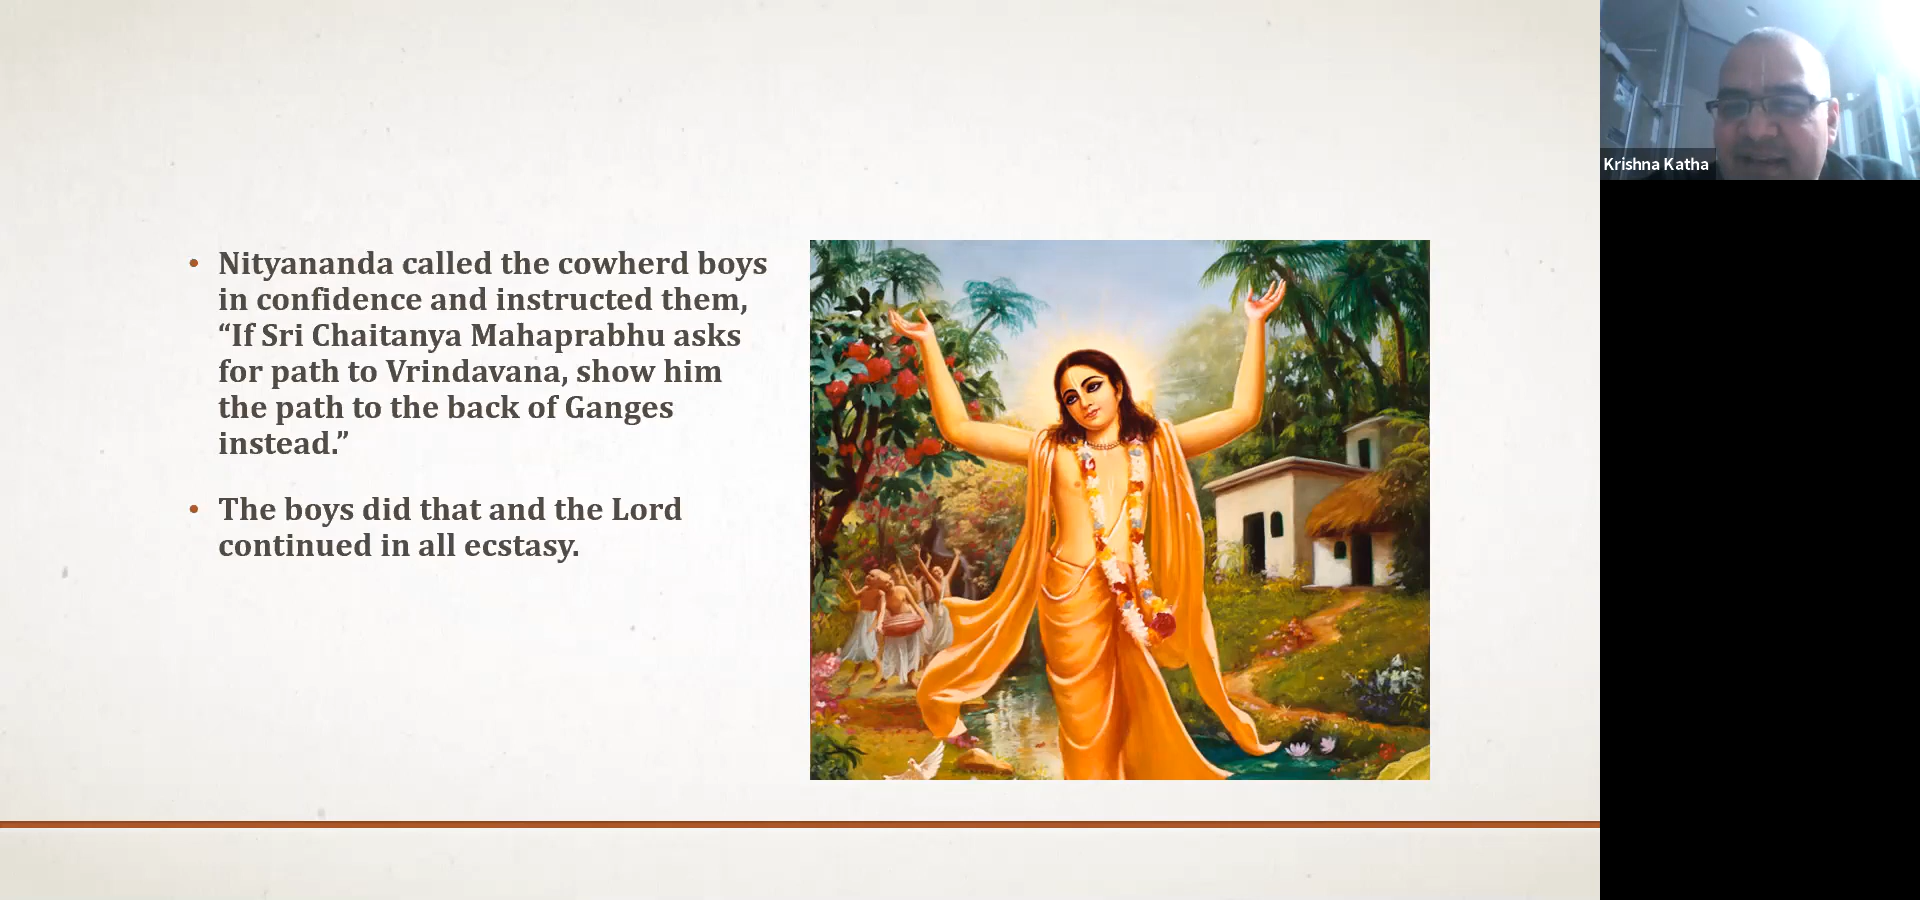 Nityananda called the cowherd boys
in confidence and instructed them,
“If Sri Chaitanya Mahaprabhu asks
for path to Vrindavana, show him
the path to the back of Ganges
instead.”
The boys did that and the Lord
continued in all ecstasy.
Krishna Katha